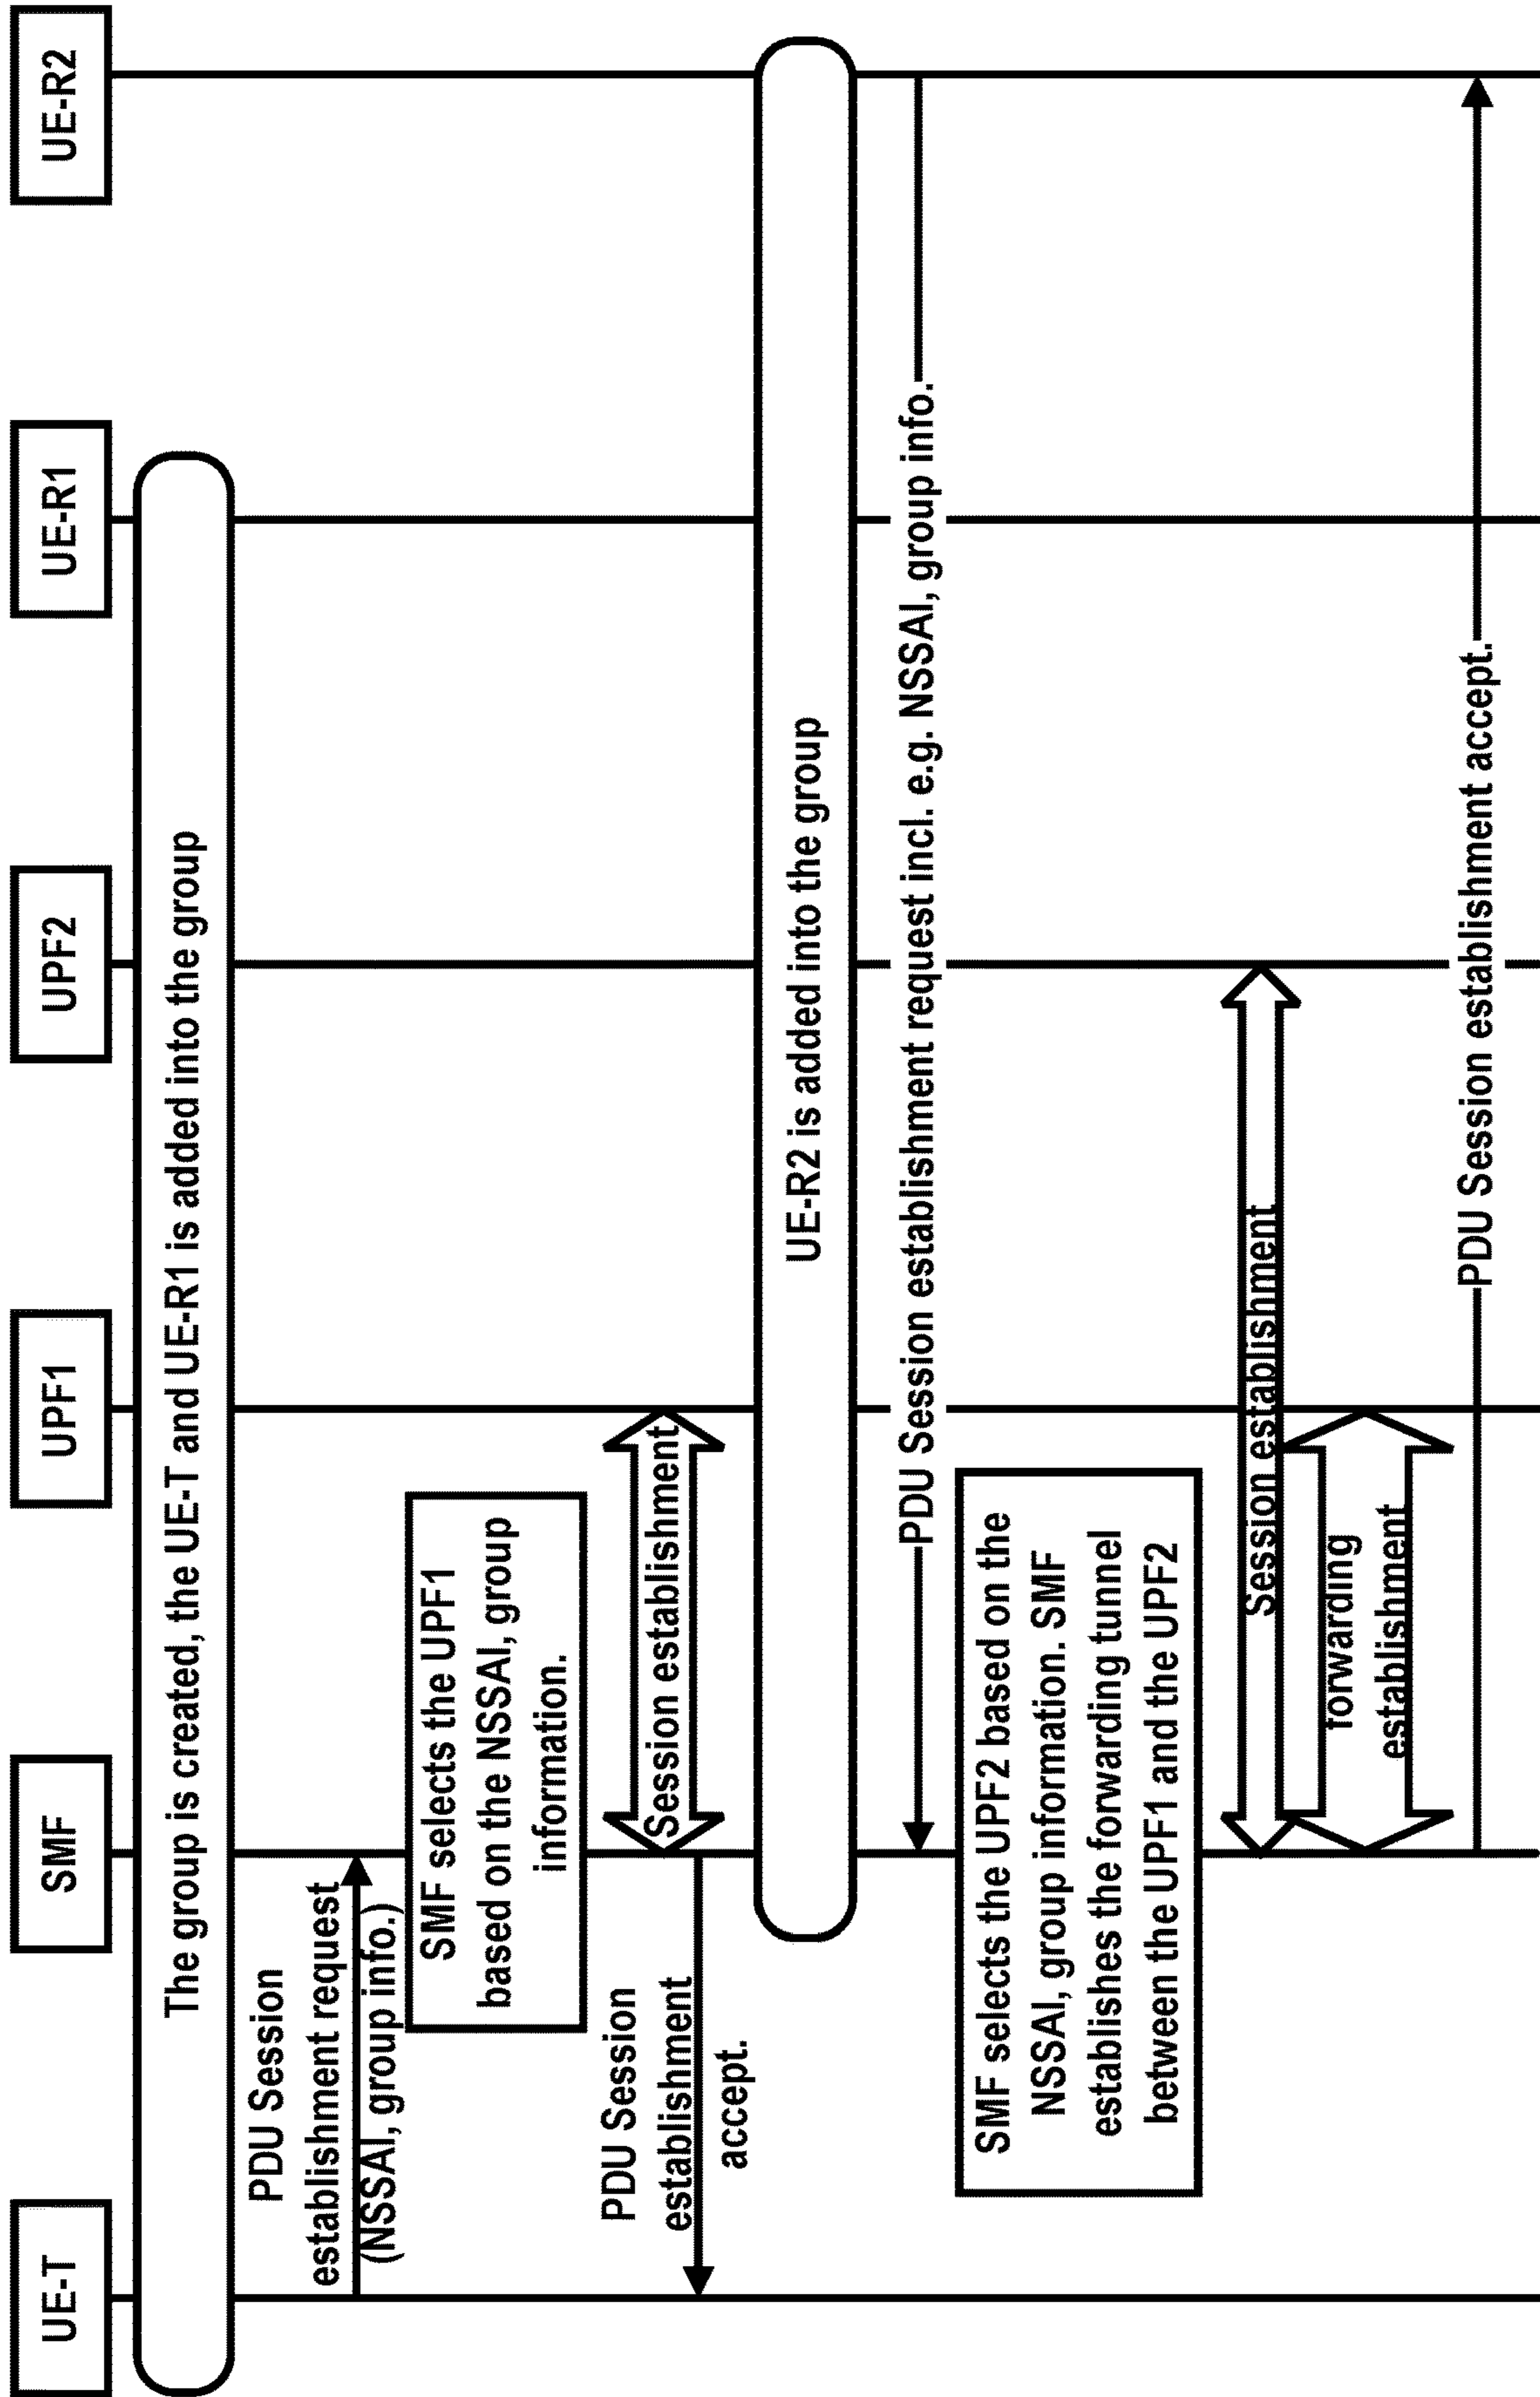 UE-T
SMF
UPF1
UPF2
UE-R1
UE-R2
The group is created, the UE-T and UE-R1 is added into the group
PDU Session
establishment request
(NSSAI, group info.)
SMF selects the UPF1
based on the NSSAI, group
information.
Session establishment
PDU Session
establishment
accept.
UE-R2 is added into the group
PDU Session establishment request incl. e.g. NSSAI, group info.
SMF selects the UPF2 based on the
NSSAI, group information. SMF
establishes the forwarding tunnel
between the UPF1 and the UPF2
Session establishment
forwarding
establishment
PDU Session establishment accept.